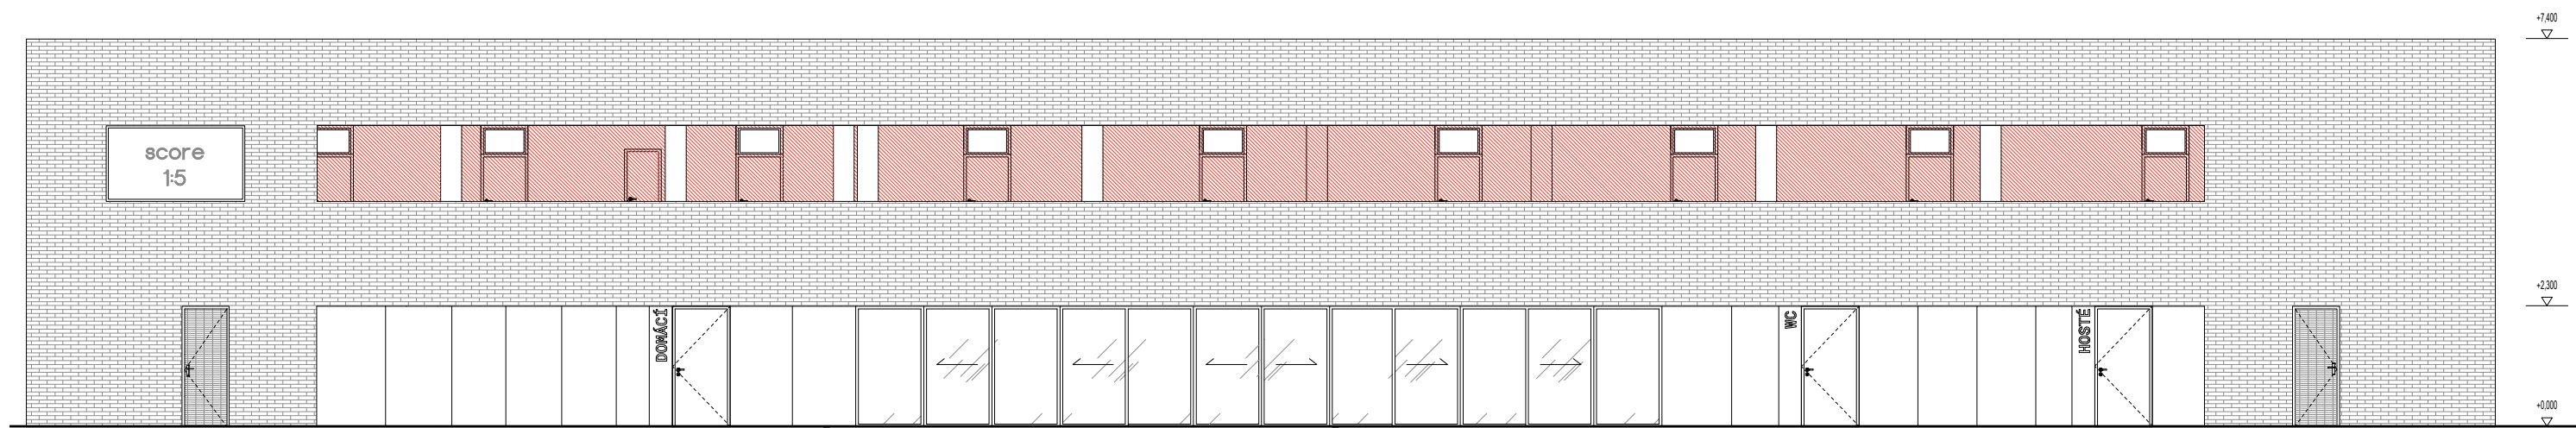 +7,400
score
1:5
+2,300
DOMÁCÍ
WC
HOSTÉ
+0,000